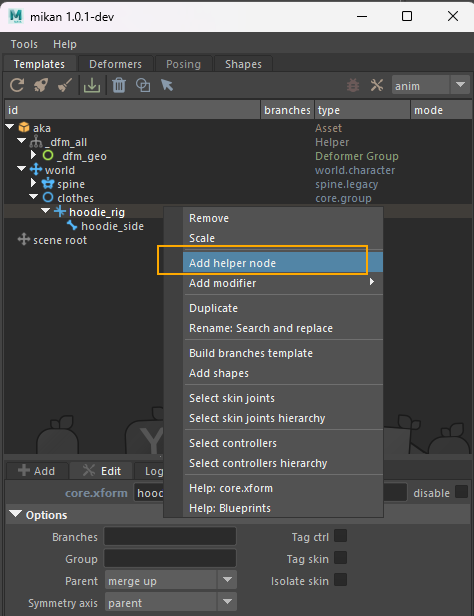 mikan 1.0.1-dev
Tools Help
Templates Deformers Posing Shapes
anim
id branches type mode
aka Asset
_dfm_all Helper
_dfm_geo Deformer Group
world world.character
spine spine.legacy
clothes core.group
hoodie_rig
hoodie_side
scene root
Remove
Scale
Add helper node
Add modifier
Duplicate
Rename: Search and replace
Build branches template
Add shapes
Select skin joints
Select skin joints hierarchy
Select controllers
Select controllers hierarchy
Help: core.xform
Help: Blueprints
Add Edit Log
core.xform hood disable
Options
Branches Tag ctrl
Group Tag skin
Parent merge up Isolate skin
Symmetry axis parent